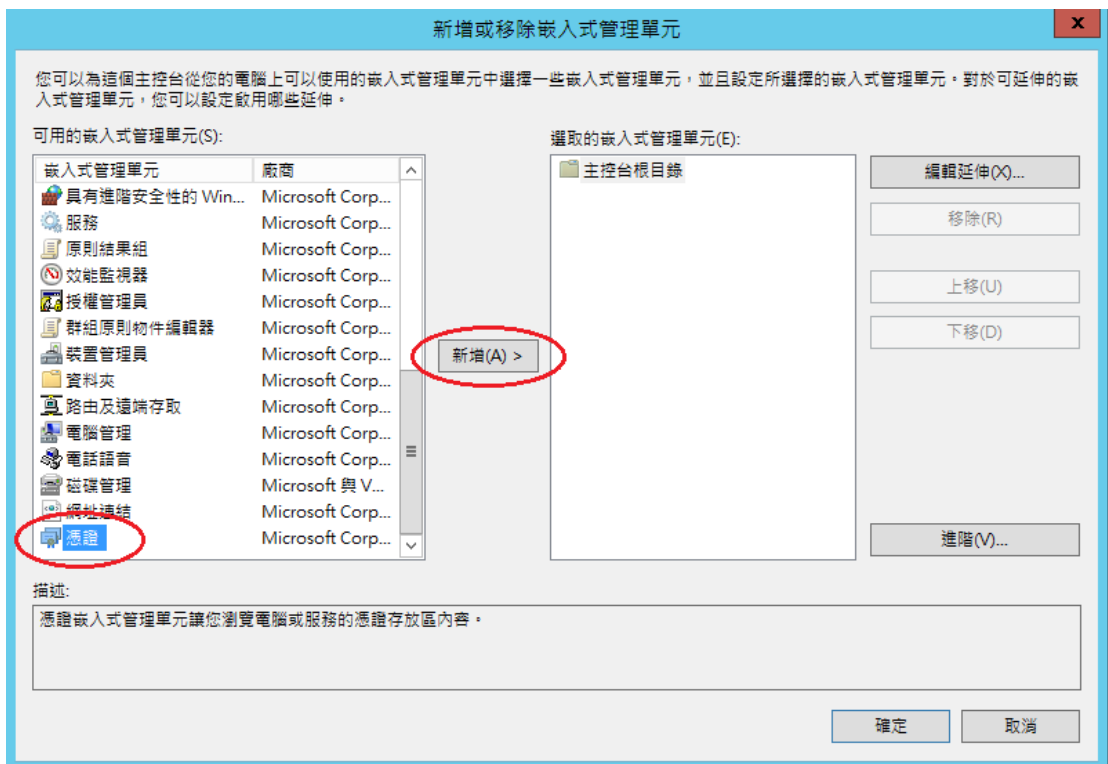 新增或移除嵌入式管理單元
x
您可以為這個主控台從您的電腦上可以使用的嵌入式管理單元中選擇一些嵌入式管理單元，並且設定所選擇的嵌入式管理單元。對於可延伸的嵌
入式管理單元，您可以設定啟用哪些延伸。
可用的嵌入式管理單元(S):
選取的嵌入式管理單元(E):
嵌入式管理單元 廠商
具有進階安全性的 Win... Microsoft Corp...
服務 Microsoft Corp...
原則結果組 Microsoft Corp...
效能監視器 Microsoft Corp...
授權管理員 Microsoft Corp...
群組原則物件編輯器 Microsoft Corp...
裝置管理員 Microsoft Corp...
資料夾 Microsoft Corp...
路由及遠端存取 Microsoft Corp...
電腦管理 Microsoft Corp...
電話語音 Microsoft Corp...
磁碟管理 Microsoft 與 V...
網址連結 Microsoft Corp...
憑證 Microsoft Corp...
新增(A) >
主控台根目錄
編輯延伸(X)...
移除(R)
上移(U)
下移(D)
進階(V)...
描述:
憑證嵌入式管理單元讓您瀏覽電腦或服務的憑證存放區內容。
確定
取消